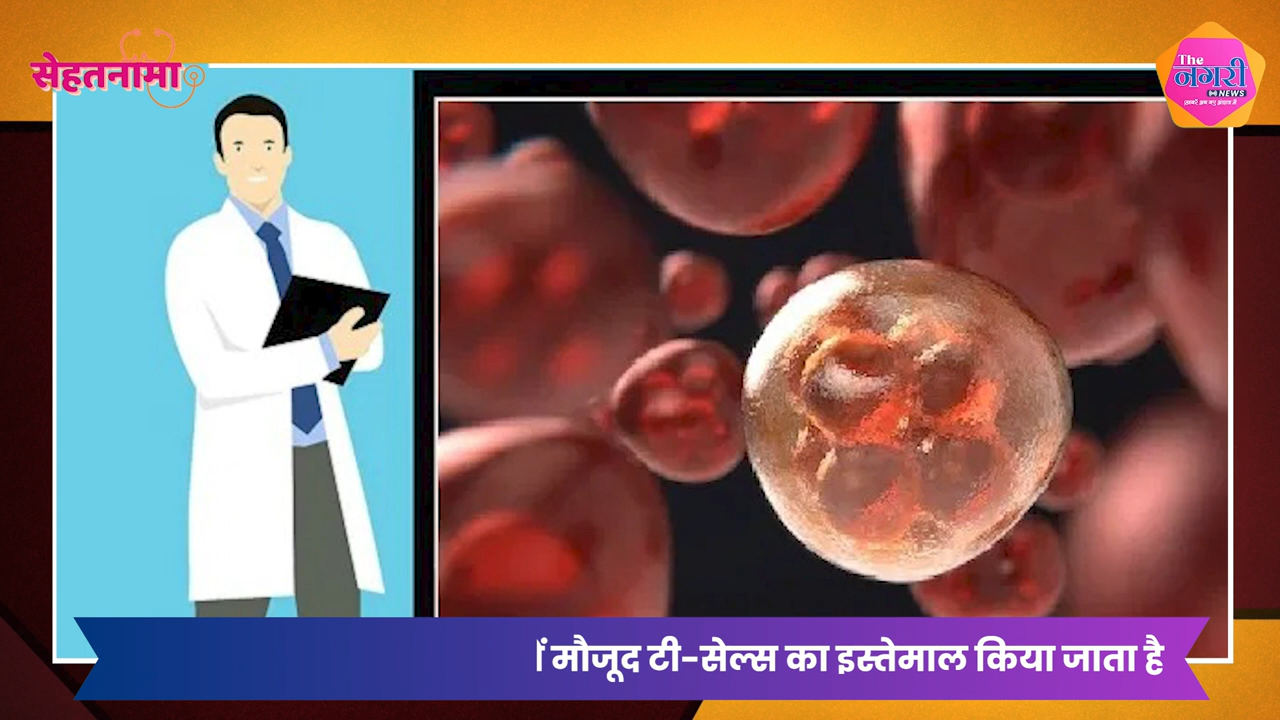 सेहतनामा
The
नगरी
NEWS
मौजूद टी-सेल्स का इस्तेमाल किया जाता है